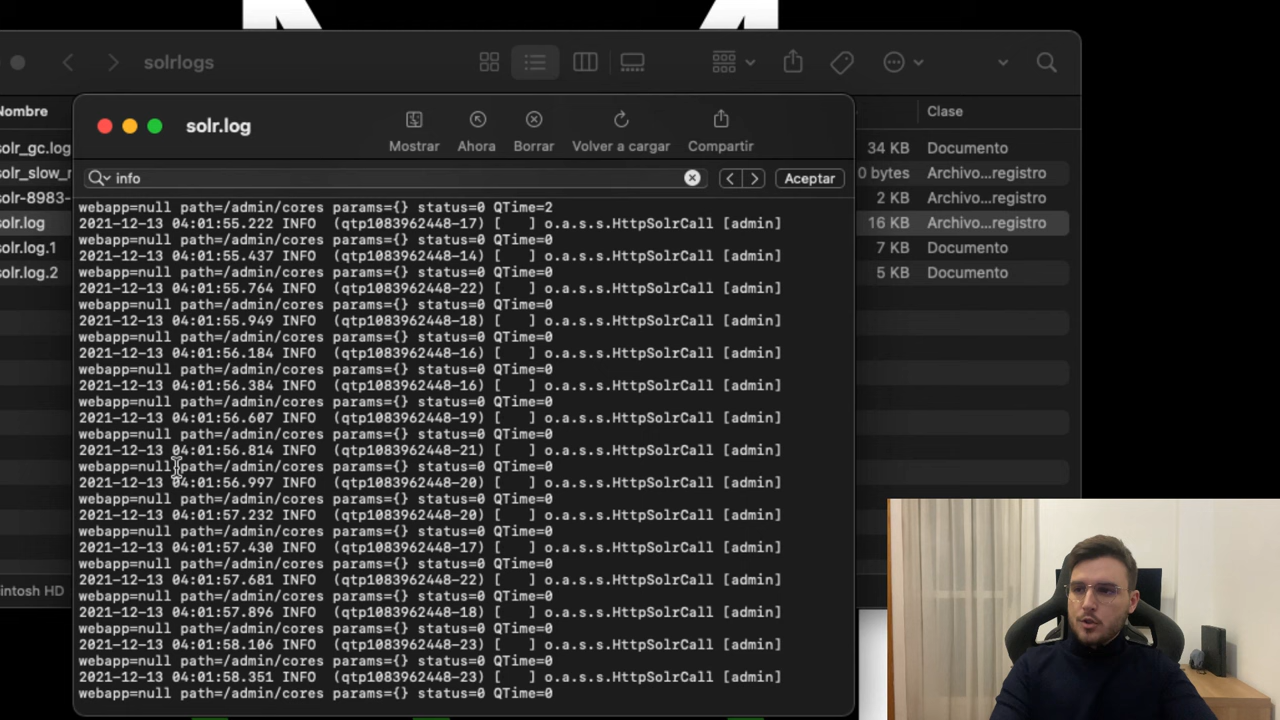 solrlogs
Nombre
Clase
solr_gc.log
34 KB Documento
solr_slow_r
0 bytes Archivo...registro
solr-8983-
2 KB Archivo...registro
solr.log
16 KB Archivo...registro
solr.log.1
7 KB Documento
solr.log.2
5 KB Documento
intosh HD
solr.log
Mostrar Ahora Borrar Volver a cargar Compartir
info
Aceptar
webapp=null path=/admin/cores params={} status=0 QTime=2
2021-12-13 04:01:55.222 INFO (qtp1083962448-17) [ ] o.a.s.s.HttpSolrCall [admin]
webapp=null path=/admin/cores params={} status=0 QTime=0
2021-12-13 04:01:55.437 INFO (qtp1083962448-14) [ ] o.a.s.s.HttpSolrCall [admin]
webapp=null path=/admin/cores params={} status=0 QTime=0
2021-12-13 04:01:55.764 INFO (qtp1083962448-22) [ ] o.a.s.s.HttpSolrCall [admin]
webapp=null path=/admin/cores params={} status=0 QTime=0
2021-12-13 04:01:55.949 INFO (qtp1083962448-18) [ ] o.a.s.s.HttpSolrCall [admin]
webapp=null path=/admin/cores params={} status=0 QTime=0
2021-12-13 04:01:56.184 INFO (qtp1083962448-16) [ ] o.a.s.s.HttpSolrCall [admin]
webapp=null path=/admin/cores params={} status=0 QTime=0
2021-12-13 04:01:56.384 INFO (qtp1083962448-16) [ ] o.a.s.s.HttpSolrCall [admin]
webapp=null path=/admin/cores params={} status=0 QTime=0
2021-12-13 04:01:56.607 INFO (qtp1083962448-19) [ ] o.a.s.s.HttpSolrCall [admin]
webapp=null path=/admin/cores params={} status=0 QTime=0
2021-12-13 04:01:56.814 INFO (qtp1083962448-21) [ ] o.a.s.s.HttpSolrCall [admin]
webapp=null path=/admin/cores params={} status=0 QTime=0
2021-12-13 04:01:56.997 INFO (qtp1083962448-20) [ ] o.a.s.s.HttpSolrCall [admin]
webapp=null path=/admin/cores params={} status=0 QTime=0
2021-12-13 04:01:57.232 INFO (qtp1083962448-20) [ ] o.a.s.s.HttpSolrCall [admin]
webapp=null path=/admin/cores params={} status=0 QTime=0
2021-12-13 04:01:57.430 INFO (qtp1083962448-17) [ ] o.a.s.s.HttpSolrCall [admin]
webapp=null path=/admin/cores params={} status=0 QTime=0
2021-12-13 04:01:57.681 INFO (qtp1083962448-22) [ ] o.a.s.s.HttpSolrCall [admin]
webapp=null path=/admin/cores params={} status=0 QTime=0
2021-12-13 04:01:57.896 INFO (qtp1083962448-18) [ ] o.a.s.s.HttpSolrCall [admin]
webapp=null path=/admin/cores params={} status=0 QTime=0
2021-12-13 04:01:58.106 INFO (qtp1083962448-23) [ ] o.a.s.s.HttpSolrCall [admin]
webapp=null path=/admin/cores params={} status=0 QTime=0
2021-12-13 04:01:58.351 INFO (qtp1083962448-23) [ ] o.a.s.s.HttpSolrCall [admin]
webapp=null path=/admin/cores params={} status=0 QTime=0